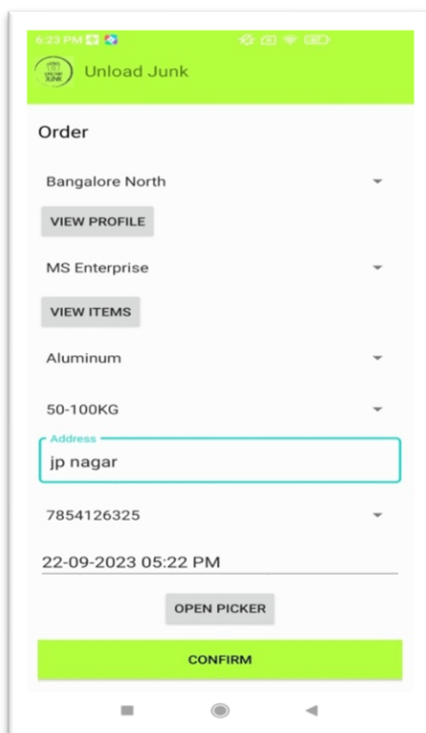 6:23 PM
Unload Junk
Order
Bangalore North
VIEW PROFILE
MS Enterprise
VIEW ITEMS
Aluminum
50-100KG
Address
jp nagar
7854126325
22-09-2023 05:22 PM
OPEN PICKER
CONFIRM